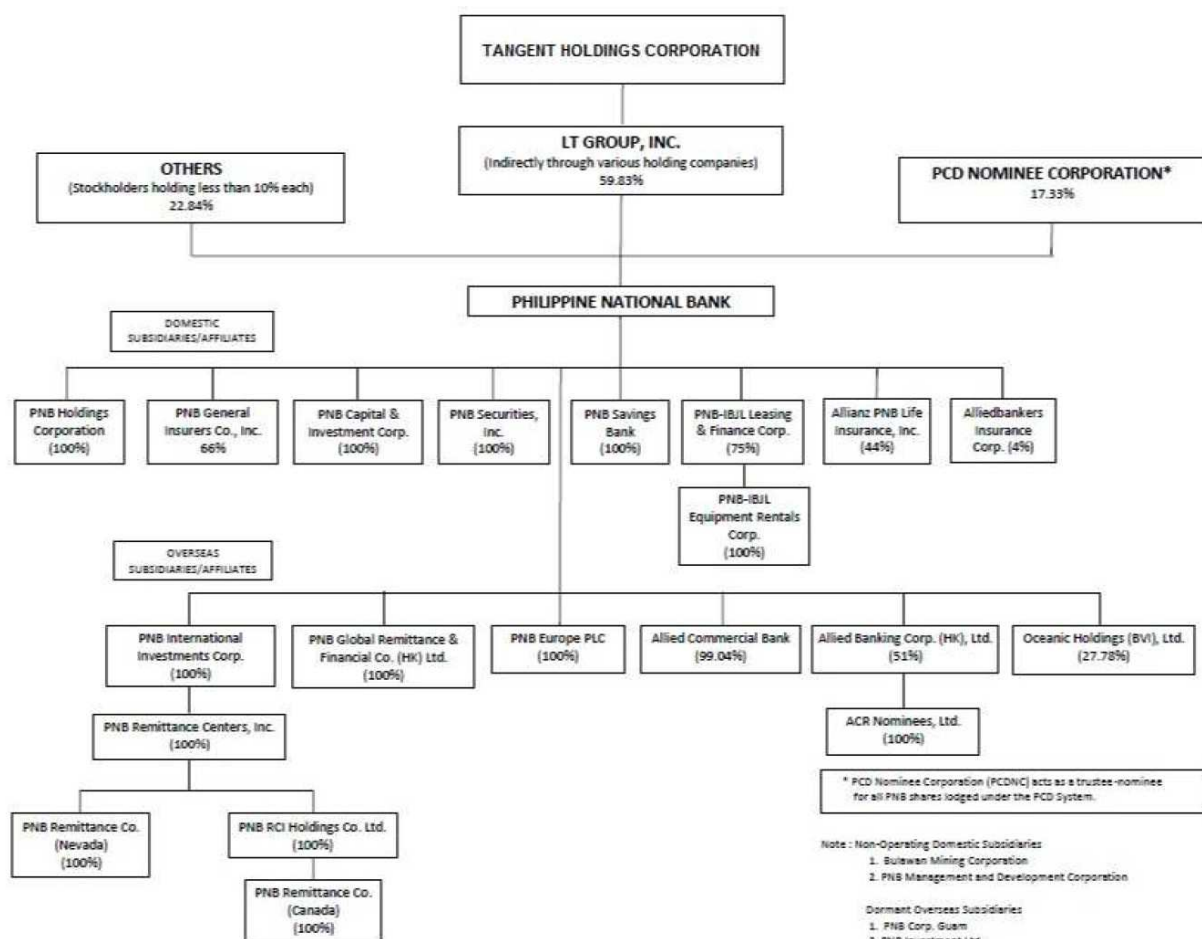 TANGENT HOLDINGS CORPORATION
LT GROUP, INC.
(Indirectly through various holding companies)
59.83%
OTHERS
(Stockholders holding less than 10% each)
22.84%
PCD NOMINEE CORPORATION*
17.33%
PHILIPPINE NATIONAL BANK
DOMESTIC
SUBSIDIARIES/AFFILIATES
PNB Holdings
Corporation
(100%)
PNB General
Insurers Co., Inc.
66%
PNB Capital &
Investment Corp.
(100%)
PNB Securities,
Inc.
(100%)
PNB Savings
Bank
(100%)
PNB-IBJL Leasing
& Finance Corp.
(75%)
Allianz PNB Life
Insurance, Inc.
(44%)
Alliedbankers
Insurance
Corp. (4%)
PNB-IBJL
Equipment Rentals
Corp.
(100%)
OVERSEAS
SUBSIDIARIES/AFFILIATES
PNB International
Investments Corp.
(100%)
PNB Global Remittance &
Financial Co. (HK) Ltd.
(100%)
PNB Europe PLC
(100%)
Allied Commercial Bank
(99.04%)
Allied Banking Corp. (HK), Ltd.
(51%)
Oceanic Holdings (BVI), Ltd.
(27.78%)
PNB Remittance Centers, Inc.
(100%)
ACR Nominees, Ltd.
(100%)
PNB Remittance Co.
(Nevada)
(100%)
PNB RCI Holdings Co. Ltd.
(100%)
PNB Remittance Co.
(Canada)
(100%)
* PCD Nominee Corporation (PCDNC) acts as a trustee-nominee
for all PNB shares lodged under the PCD System.
Note : Non-Operating Domestic Subsidiaries
1. Bulawan Mining Corporation
2. PNB Management and Development Corporation
Dormant Overseas Subsidiaries
1. PNB Corp. Guam